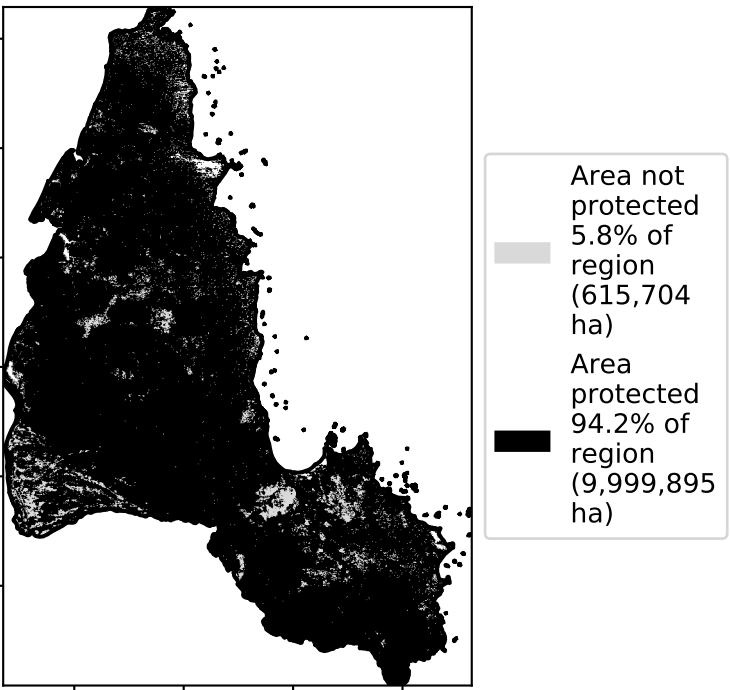 Area not
protected
5.8% of
region
(615,704
ha)
Area
protected
94.2% of
region
(9,999,895
ha)